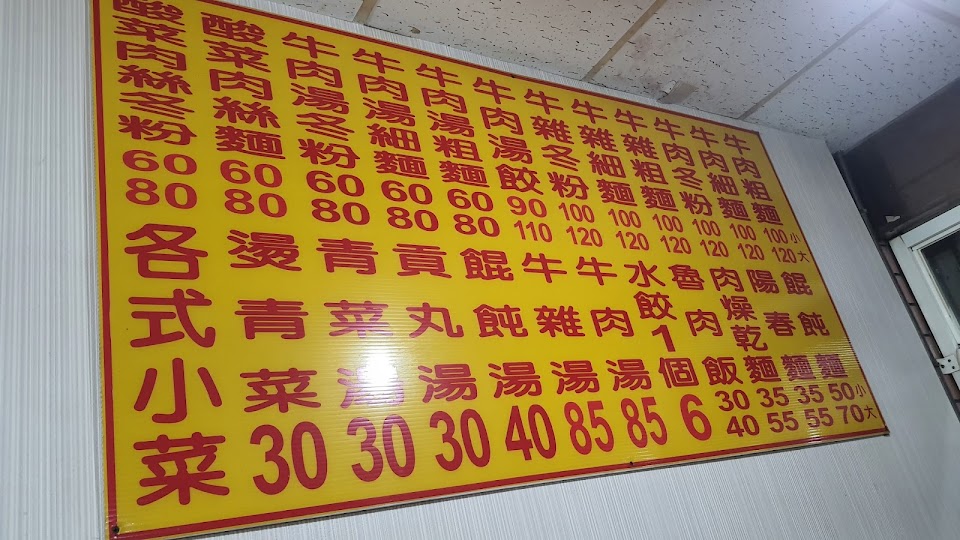 小 大
牛肉粗麵 100 120
牛肉細麵 100 120
牛肉冬粉 100 120
牛雜粗麵 100 120
牛雜細麵 100 120
牛雜冬粉 100 120
牛肉湯餃 90 110
牛肉湯粗麵 60 80
牛肉湯細麵 60 80
牛肉湯冬粉 60 80
酸菜肉絲麵 60 80
酸菜肉絲冬粉 60 80
小 大
餛飩麵 50 70
陽春麵 35 55
肉燥乾麵 35 55
魯肉飯 30 40
水餃1個 6
牛肉湯 85
牛雜湯 85
餛飩湯 40
貢丸湯 30
青菜湯 30
燙青菜 30
各式小菜